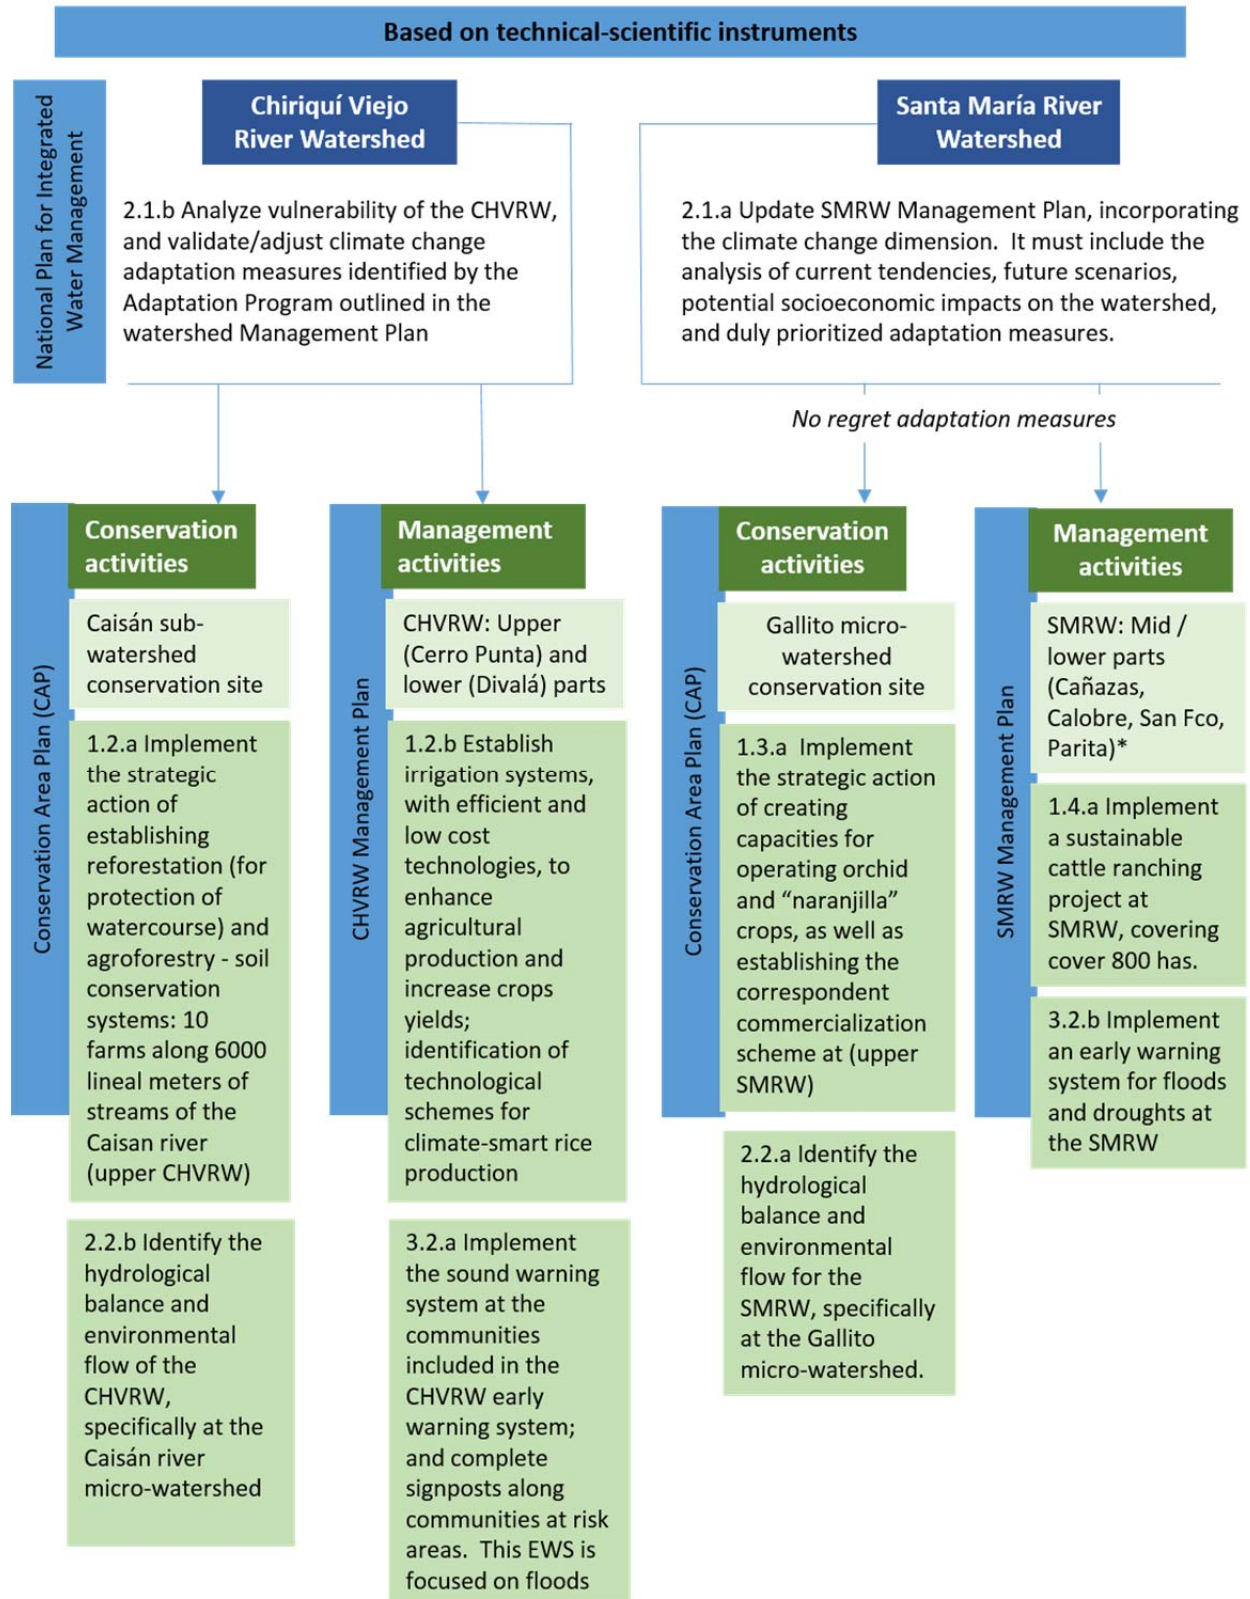 Based on technical-scientific instruments
National Plan for Integrated
Water Management
Chiriquí Viejo
River Watershed
2.1.b Analyze vulnerability of the CHVRW,
and validate/adjust climate change
adaptation measures identified by the
Adaptation Program outlined in the
watershed Management Plan
Santa María River
Watershed
2.1.a Update SMRW Management Plan, incorporating
the climate change dimension.  It must include the
analysis of current tendencies, future scenarios,
potential socioeconomic impacts on the watershed,
and duly prioritized adaptation measures.
No regret adaptation measures
Conservation Area Plan (CAP)
Conservation
activities
Caisán sub-
watershed
conservation site
1.2.a Implement
the strategic
action of
establishing
reforestation (for
protection of
watercourse) and
agroforestry - soil
conservation
systems: 10
farms along 6000
lineal meters of
streams of the
Caisan river
(upper CHVRW)
2.2.b Identify the
hydrological
balance and
environmental
flow of the
CHVRW,
specifically at the
Caisán river
micro-watershed
CHVRW Management Plan
Management
activities
CHVRW: Upper
(Cerro Punta) and
lower (Divalá) parts
1.2.b Establish
irrigation systems,
with efficient and
low cost
technologies, to
enhance
agricultural
production and
increase crops
yields;
identification of
technological
schemes for
climate-smart rice
production
3.2.a Implement
the sound warning
system at the
communities
included in the
CHVRW early
warning system;
and complete
signposts along
communities at risk
areas.  This EWS is
focused on floods
Conservation Area Plan (CAP)
Conservation
activities
Gallito micro-
watershed
conservation site
1.3.a  Implement
the strategic action
of creating
capacities for
operating orchid
and “naranjilla”
crops, as well as
establishing the
correspondent
commercialization
scheme at (upper
SMRW)
2.2.a Identify the
hydrological
balance and
environmental
flow for the
SMRW, specifically
at the Gallito
micro-watershed.
SMRW Management Plan
Management
activities
SMRW: Mid /
lower parts
(Cañazas,
Calobre, San Fco,
Parita)*
1.4.a Implement
a sustainable
cattle ranching
project at
SMRW, covering
cover 800 has.
3.2.b Implement
an early warning
system for floods
and droughts at
the SMRW